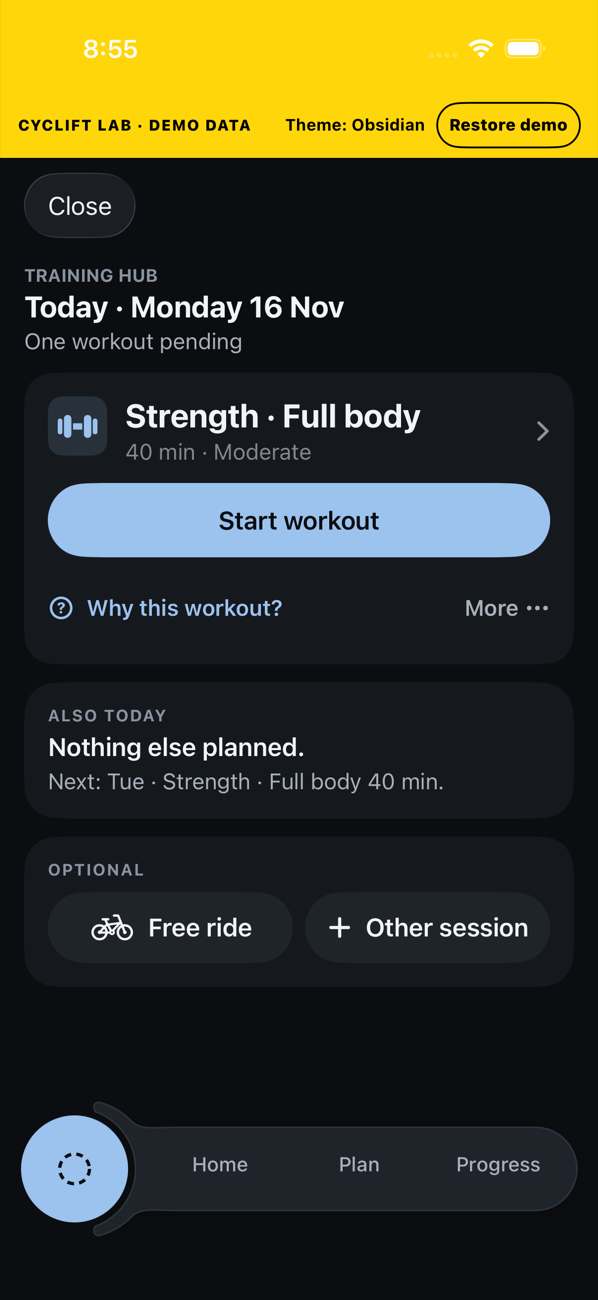 8:55
CYCLIFT LAB · DEMO DATA Theme: Obsidian Restore demo
Close
TRAINING HUB
Today · Monday 16 Nov
One workout pending
Strength · Full body
40 min · Moderate
Start workout
Why this workout? More
ALSO TODAY
Nothing else planned.
Next: Tue · Strength · Full body 40 min.
OPTIONAL
Free ride Other session
Home Plan Progress